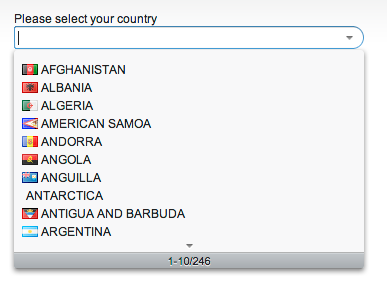 Please select your country
AFGHANISTAN
ALBANIA
ALGERIA
AMERICAN SAMOA
ANDORRA
ANGOLA
ANGUILLA
ANTARCTICA
ANTIGUA AND BARBUDA
ARGENTINA
1-10/246